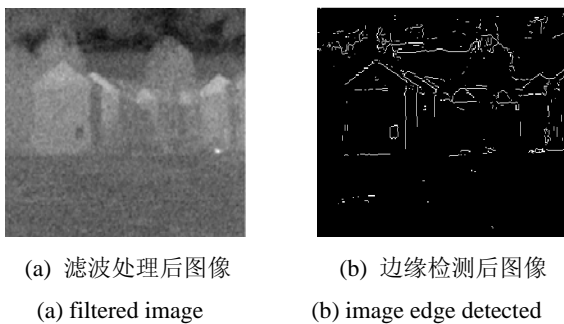 (a) 滤波处理后图像
(b) 边缘检测后图像
(a) filtered image
(b) image edge detected